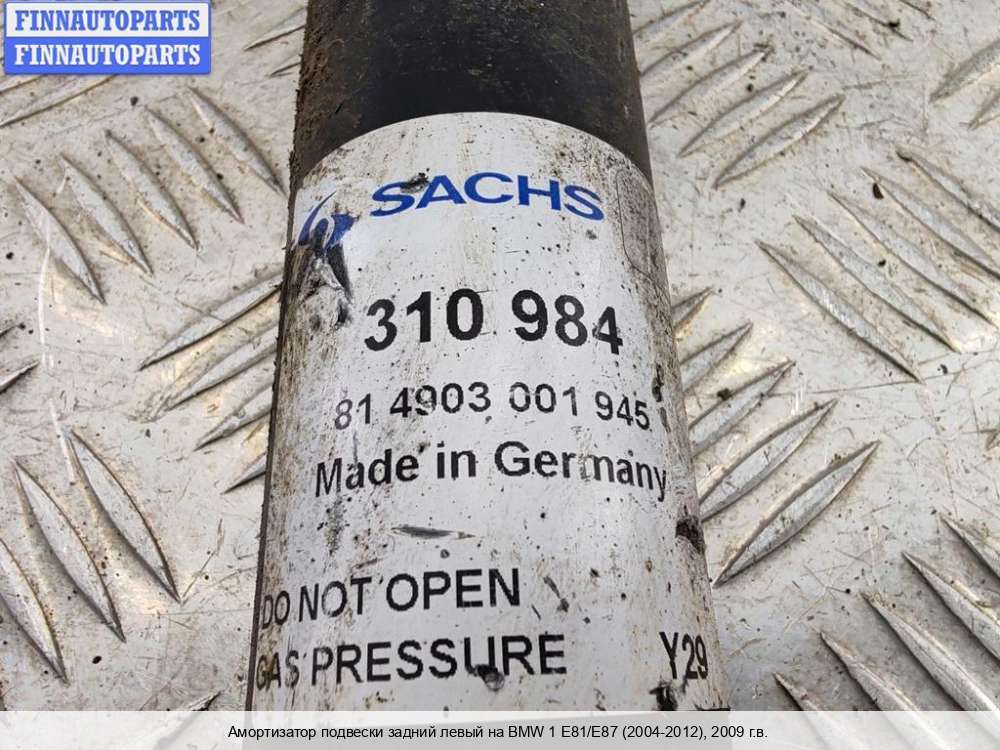 FINNAUTOPARTS
FINNAUTOPARTS
SACHS
310 984
81 4903 001 945
Made in Germany
DO NOT OPEN
GAS PRESSURE
Y29
Амортизатор подвески задний левый на BMW 1 E81/E87 (2004-2012), 2009 г.в.